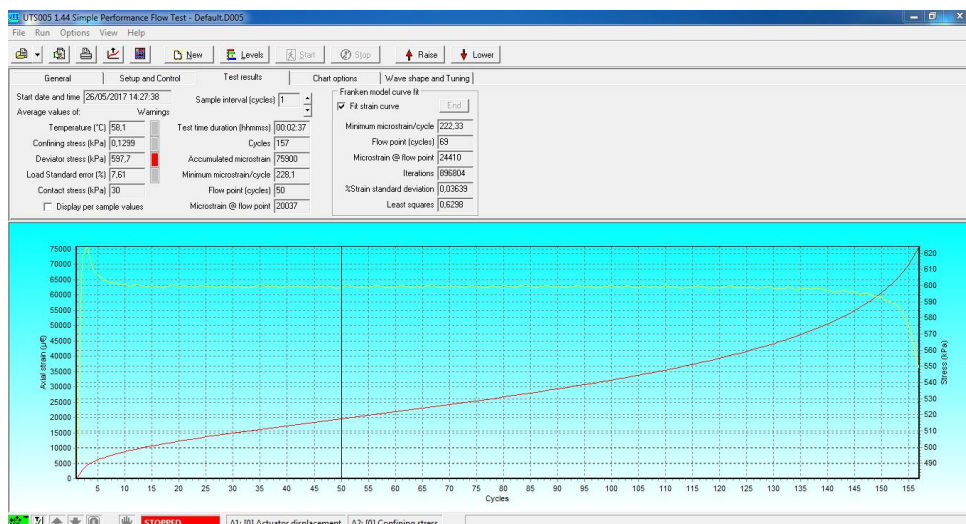 UTS005 1.44 Simple Performance Flow Test - Default.D005
File Run Options View Help
New Levels Start Stop Raise Lower
General Setup and Control Test results Chart options Wave shape and Tuning
Start date and time 26/05/2017 14:27:38
Average values of: Warnings
Temperature (°C) 58,1
Confining stress (kPa) 0,1299
Deviator stress (kPa) 597,7
Load Standard error (%) 7,61
Contact stress (kPa) 30
Display per sample values
Sample interval (cycles) 1
Test time duration (hhmmss) 00:02:37
Cycles 157
Accumulated microstrain 75900
Minimum microstrain/cycle 228,1
Flow point (cycles) 50
Microstrain @ flow point 20037
Franken model curve fit
Fit strain curve End
Minimum microstrain/cycle 222,33
Flow point (cycles) 69
Microstrain @ flow point 24410
Iterations 896804
%Strain standard deviation 0,03639
Least squares 0,6298
Axial strain (µε)
75000
70000
65000
60000
55000
50000
45000
40000
35000
30000
25000
20000
15000
10000
5000
0
620
610
600
590
580
570
560
550
540
530
520
510
500
490
Stress (kPa)
5 10 15 20 25 30 35 40 45 50 55 60 65 70 75 80 85 90 95 100 105 110 115 120 125 130 135 140 145 150 155
Cycles
STOPPED A1: [0] Actuator displacement A2: [0] Confining stress